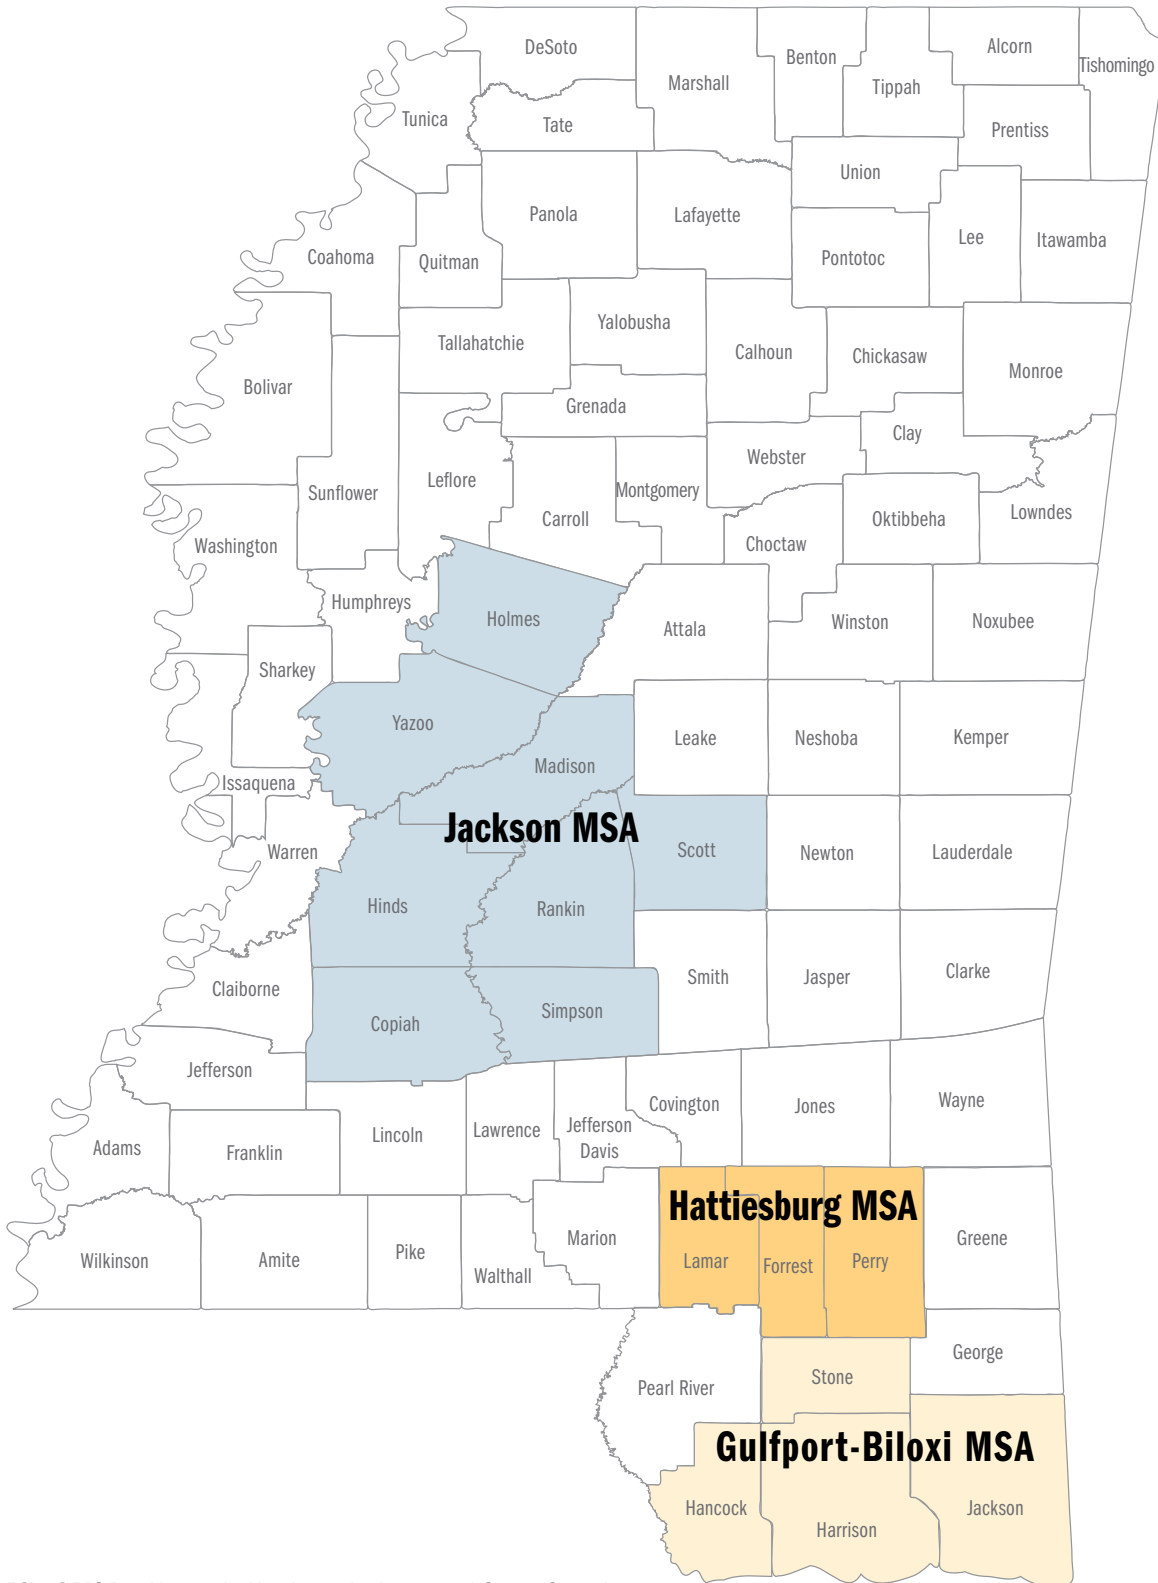 DeSoto
Benton
Alcorn
Tishomingo
Marshall
Tippah
Tunica
Tate
Prentiss
Union
Panola
Lafayette
Lee
Itawamba
Coahoma
Quitman
Pontotoc
Yalobusha
Tallahatchie
Calhoun
Chickasaw
Monroe
Bolivar
Grenada
Clay
Webster
Leflore
Sunflower
Montgomery
Carroll
Oktibbeha
Lowndes
Washington
Choctaw
Humphreys
Holmes
Attala
Winston
Noxubee
Sharkey
Yazoo
Leake
Neshoba
Kemper
Madison
Issaquena
Jackson MSA
Warren
Scott
Newton
Lauderdale
Hinds
Rankin
Smith
Jasper
Clarke
Claiborne
Copiah
Simpson
Jefferson
Covington
Jones
Wayne
Adams
Franklin
Lincoln
Lawrence
Jefferson
Davis
Hattiesburg MSA
Wilkinson
Amite
Pike
Walthall
Marion
Lamar
Forrest
Perry
Greene
George
Pearl River
Stone
Gulfport-Biloxi MSA
Hancock
Harrison
Jackson